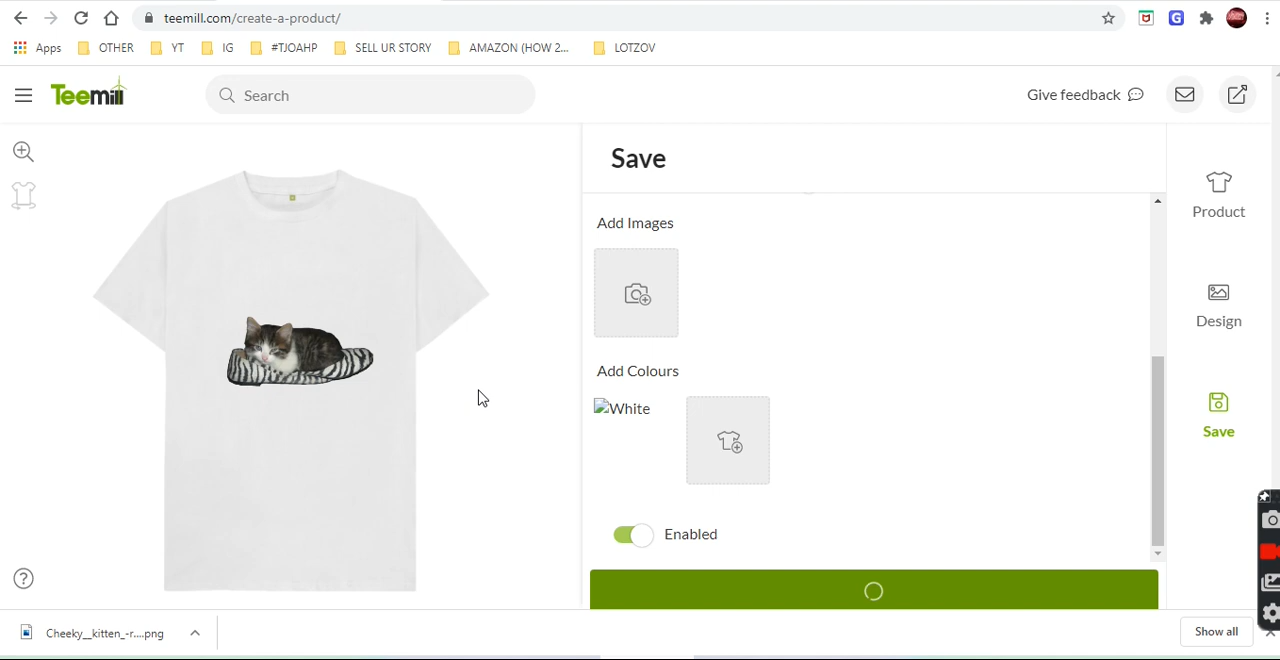 teemill.com/create-a-product/
Apps OTHER YT IG #TJOAHP SELL UR STORY AMAZON (HOW 2... LOTZOV
Teemill Search Give feedback
Save
Add Images
Product
Design
Add Colours
White
Save
Enabled
Cheeky__kitten_-r....png Show all